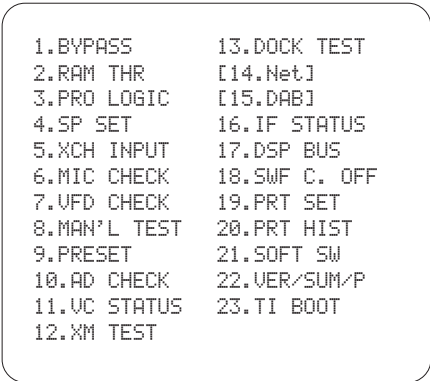 1.BYPASS
2.RAM THR
3.PRO LOGIC
4.SP SET
5.XCH INPUT
6.MIC CHECK
7.VFD CHECK
8.MAN'L TEST
9.PRESET
10.AD CHECK
11.VC STATUS
12.XM TEST
13.DOCK TEST
[14.Net]
[15.DAB]
16.IF STATUS
17.DSP BUS
18.SWF C. OFF
19.PRT SET
20.PRT HIST
21.SOFT SW
22.VER/SUM/P
23.TI BOOT